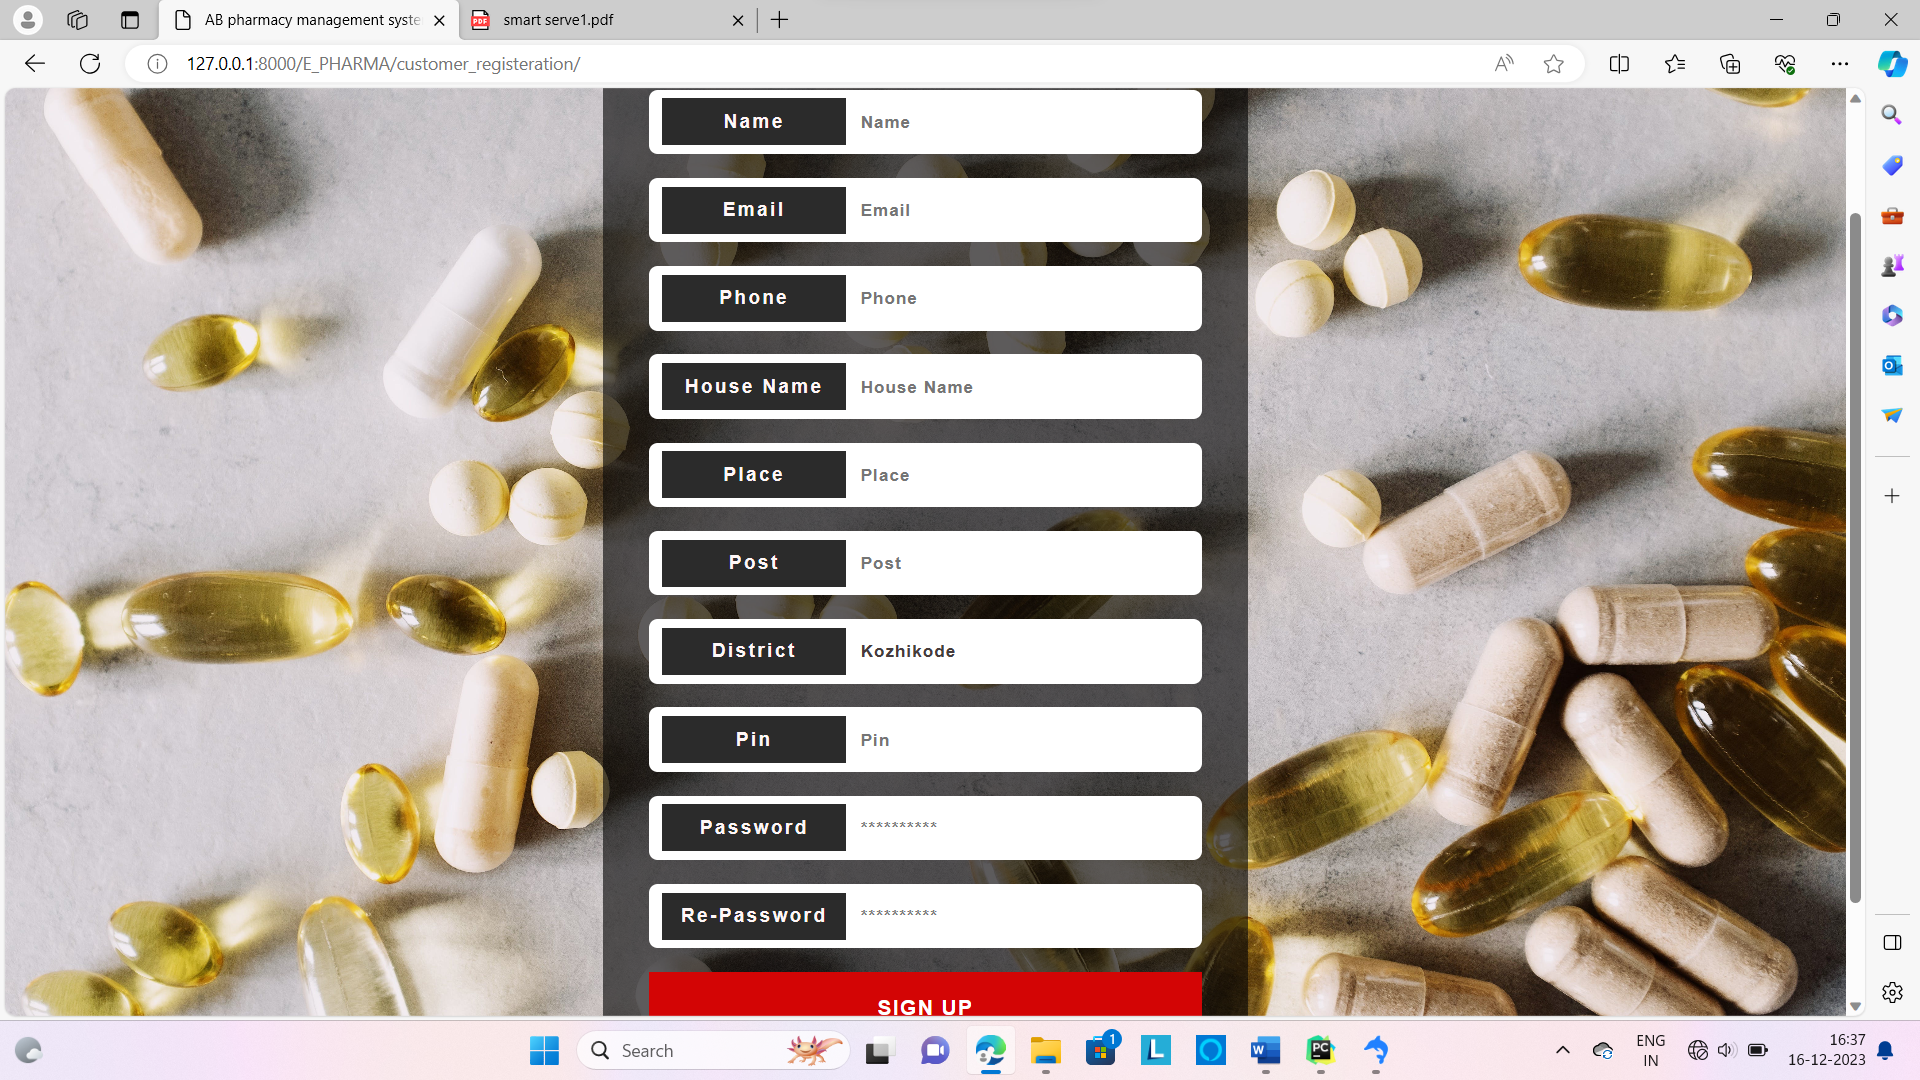 AB pharmacy management syste
smart serve1.pdf
127.0.0.1:8000/E_PHARMA/customer_registeration/
Name Name
Email Email
Phone Phone
House Name House Name
Place Place
Post Post
District Kozhikode
Pin Pin
Password **********
Re-Password **********
SIGN UP
Search
1
ENG
IN
16:37
16-12-2023